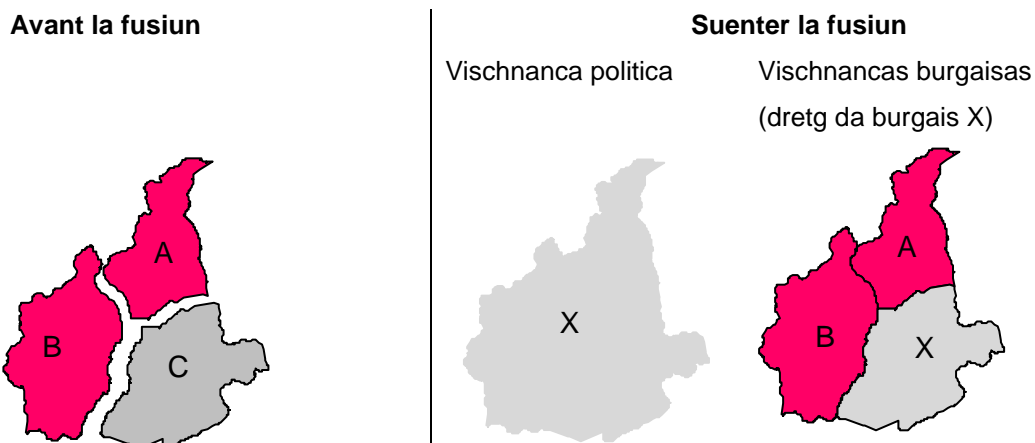 Avant la fusiun
Suenter la fusiun
Vischnanca politica
Vischnancas burgaisas
(dretg da burgais X)
A
B
C
X
A
B
X